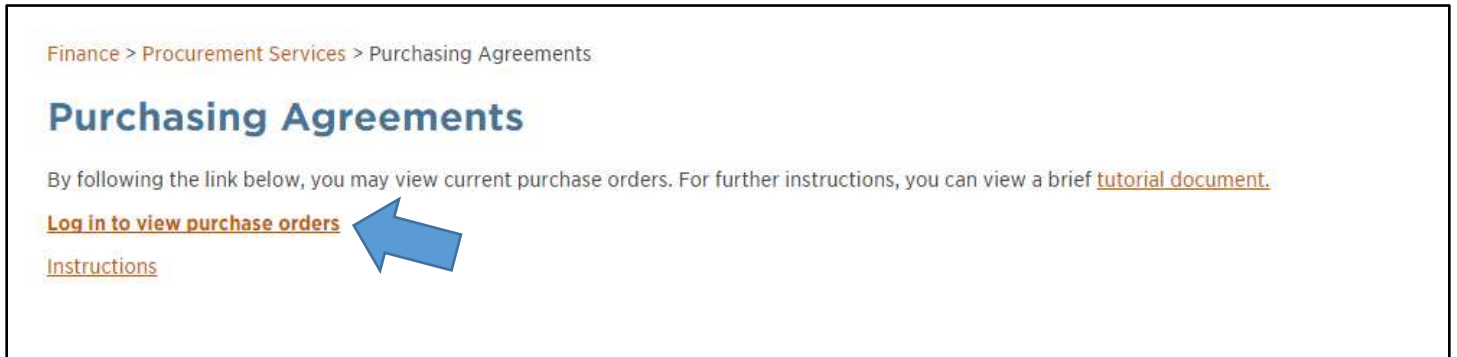 Finance > Procurement Services > Purchasing Agreements
Purchasing Agreements
By following the link below, you may view current purchase orders. For further instructions, you can view a brief tutorial document.
Log in to view purchase orders
Instructions